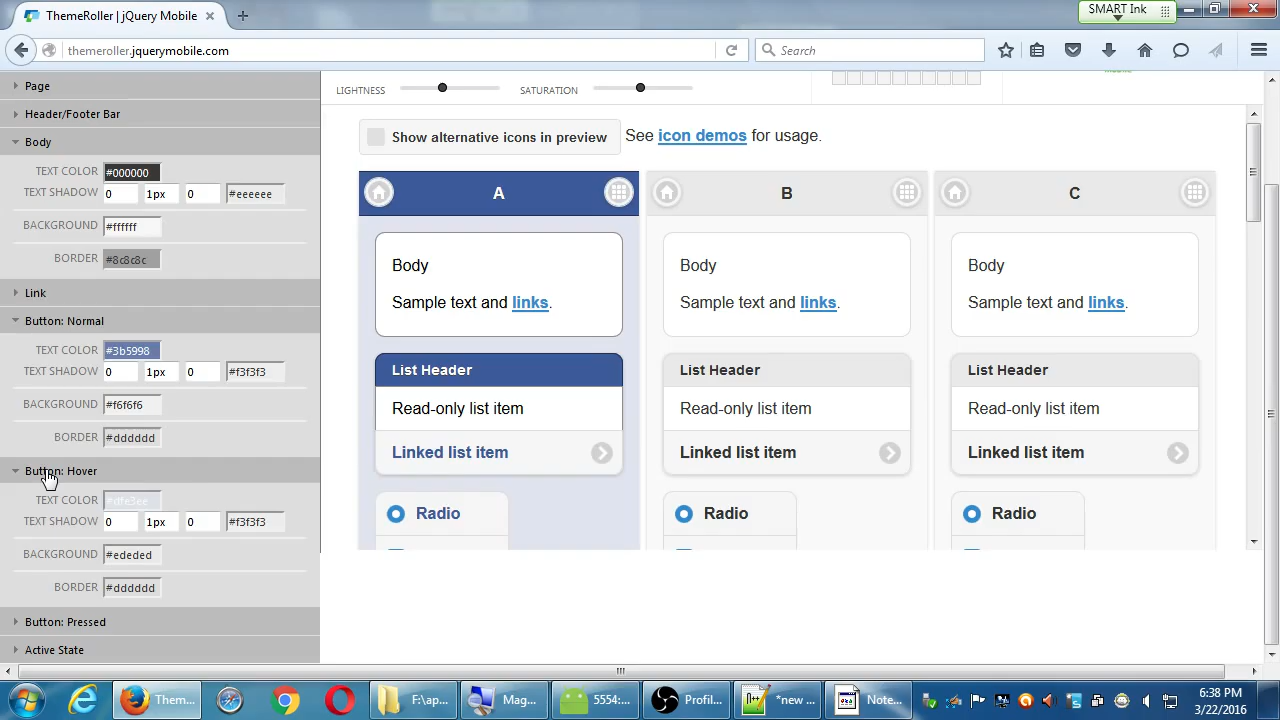 ThemeRoller | jQuery Mobile
SMART Ink
themeroller.jquerymobile.com
Search
LIGHTNESS
SATURATION
Page
Header/Footer Bar
Body
TEXT COLOR #000000
TEXT SHADOW 0 1px 0 #eeeeee
BACKGROUND #ffffff
BORDER #8c8c8c
Link
Button: Normal
TEXT COLOR #3b5998
TEXT SHADOW 0 1px 0 #f3f3f3
BACKGROUND #f6f6f6
BORDER #dddddd
Button: Hover
TEXT COLOR #dfe3ee
TEXT SHADOW 0 1px 0 #f3f3f3
BACKGROUND #ededed
BORDER #dddddd
Button: Pressed
Active State
Show alternative icons in preview See icon demos for usage.
A
Body
Sample text and links.
List Header
Read-only list item
Linked list item
Radio
B
Body
Sample text and links.
List Header
Read-only list item
Linked list item
Radio
C
Body
Sample text and links.
List Header
Read-only list item
Linked list item
Radio
Them...
F:\ap...
Mag...
5554:...
Profil...
*new ...
Note...
6:38 PM
3/22/2016